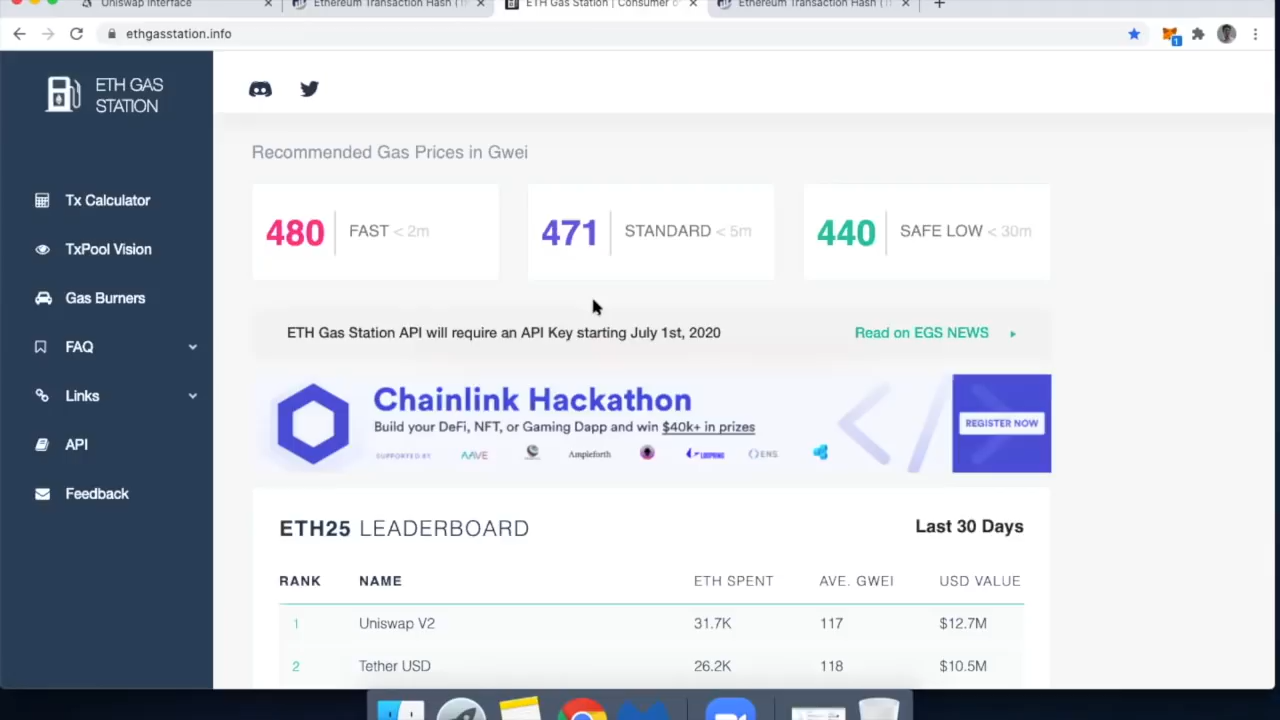 Uniswap Interface
Ethereum Transaction Hash (
ETH Gas Station | Consumer o
Ethereum Transaction Hash (
ethgasstation.info
1
ETH GAS
STATION
Tx Calculator
TxPool Vision
Gas Burners
FAQ
Links
API
Feedback
Recommended Gas Prices in Gwei
480 FAST < 2m
471 STANDARD < 5m
440 SAFE LOW < 30m
ETH Gas Station API will require an API Key starting July 1st, 2020 Read on EGS NEWS
Chainlink Hackathon
Build your DeFi, NFT, or Gaming Dapp and win $40k+ in prizes
REGISTER NOW
SUPPORTED BY AAVE Ampleforth LOOPRING ENS
ETH25 LEADERBOARD Last 30 Days
RANK NAME ETH SPENT AVE. GWEI USD VALUE
1 Uniswap V2 31.7K 117 $12.7M
2 Tether USD 26.2K 118 $10.5M